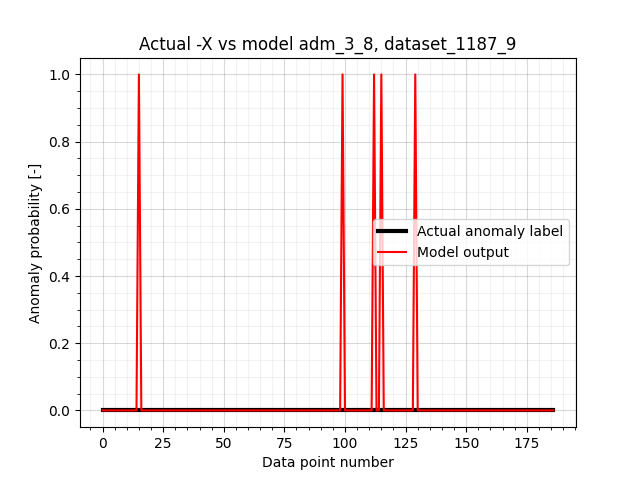 Actual -X vs model adm_3_8, dataset_1187_9
Anomaly probability [-]
1.0
0.8
0.6
0.4
0.2
0.0
Actual anomaly label
Model output
0 25 50 75 100 125 150 175
Data point number